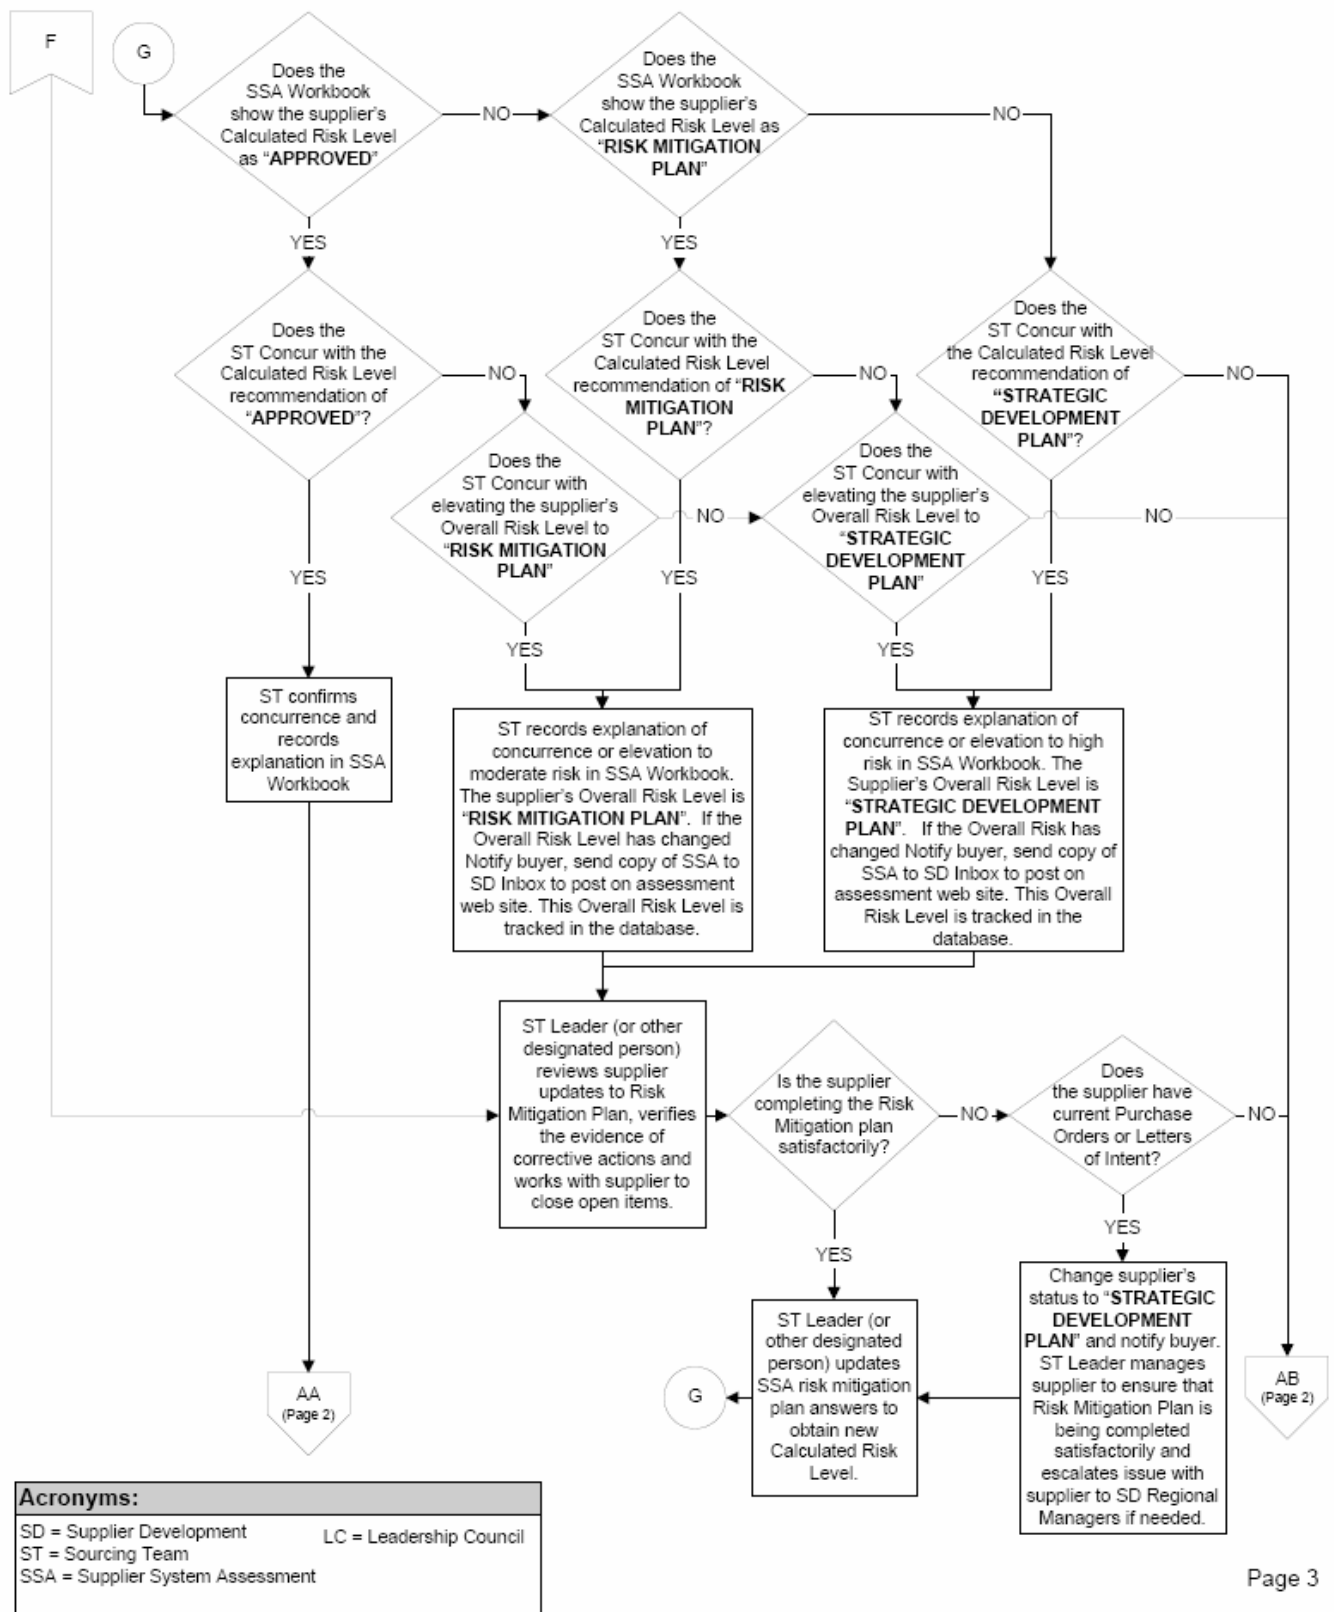 F
G
Does the
SSA Workbook
show the supplier's
Calculated Risk Level
as “APPROVED”
NO
Does the
SSA Workbook
show the supplier's
Calculated Risk Level as
“RISK MITIGATION
PLAN”
NO
YES
YES
Does the
ST Concur with the
Calculated Risk Level
recommendation of
“APPROVED”?
NO
Does the
ST Concur with the
Calculated Risk Level
recommendation of “RISK
MITIGATION
PLAN”?
NO
Does the
ST Concur with
the Calculated Risk Level
recommendation of
“STRATEGIC
DEVELOPMENT
PLAN”?
NO
Does the
ST Concur with
elevating the supplier's
Overall Risk Level to
“RISK MITIGATION
PLAN”
NO
Does the
ST Concur with
elevating the supplier's
Overall Risk Level to
“STRATEGIC
DEVELOPMENT
PLAN”
NO
YES
YES
YES
YES
YES
ST confirms
concurrence and
records
explanation in SSA
Workbook
ST records explanation of
concurrence or elevation to
moderate risk in SSA Workbook.
The supplier's Overall Risk Level is
“RISK MITIGATION PLAN”.  If the
Overall Risk Level has changed
Notify buyer, send copy of SSA to
SD Inbox to post on assessment
web site. This Overall Risk Level is
tracked in the database.
ST records explanation of
concurrence or elevation to high
risk in SSA Workbook. The
Supplier's Overall Risk Level is
“STRATEGIC DEVELOPMENT
PLAN”.   If the Overall Risk has
changed Notify buyer, send copy of
SSA to SD Inbox to post on
assessment web site. This Overall
Risk Level is tracked in the
database.
ST Leader (or other
designated person)
reviews supplier
updates to Risk
Mitigation Plan, verifies
the evidence of
corrective actions and
works with supplier to
close open items.
Is the supplier
completing the Risk
Mitigation plan
satisfactorily?
NO
Does
the supplier have
current Purchase
Orders or Letters
of Intent?
NO
YES
YES
ST Leader (or
other designated
person) updates
SSA risk mitigation
plan answers to
obtain new
Calculated Risk
Level.
Change supplier's
status to “STRATEGIC
DEVELOPMENT
PLAN” and notify buyer.
ST Leader manages
supplier to ensure that
Risk Mitigation Plan is
being completed
satisfactorily and
escalates issue with
supplier to SD Regional
Managers if needed.
G
AA
(Page 2)
AB
(Page 2)
Acronyms:
SD = Supplier Development
ST = Sourcing Team
SSA = Supplier System Assessment
LC = Leadership Council
Page 3